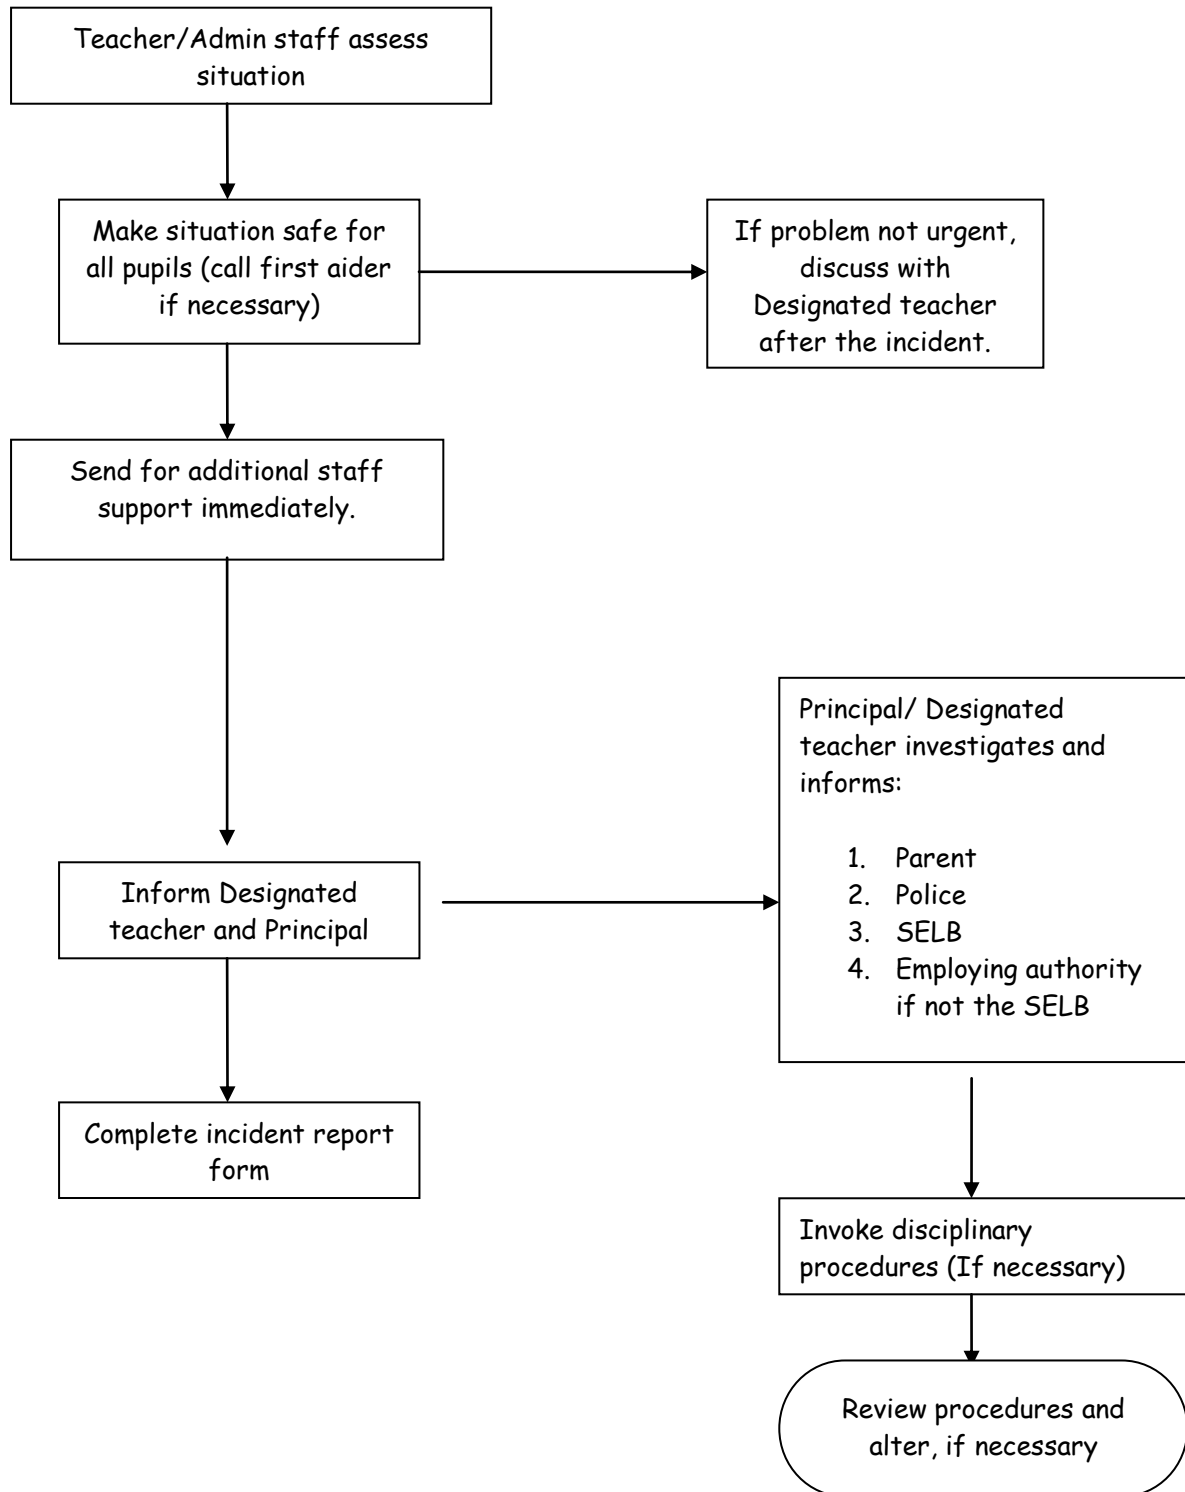 Teacher/Admin staff assess
situation
Make situation safe for
all pupils (call first aider
if necessary)
If problem not urgent,
discuss with
Designated teacher
after the incident.
Send for additional staff
support immediately.
Principal/ Designated
teacher investigates and
informs:
1. Parent
2. Police
3. SELB
4. Employing authority
if not the SELB
Inform Designated
teacher and Principal
Complete incident report
form
Invoke disciplinary
procedures (If necessary)
Review procedures and
alter, if necessary